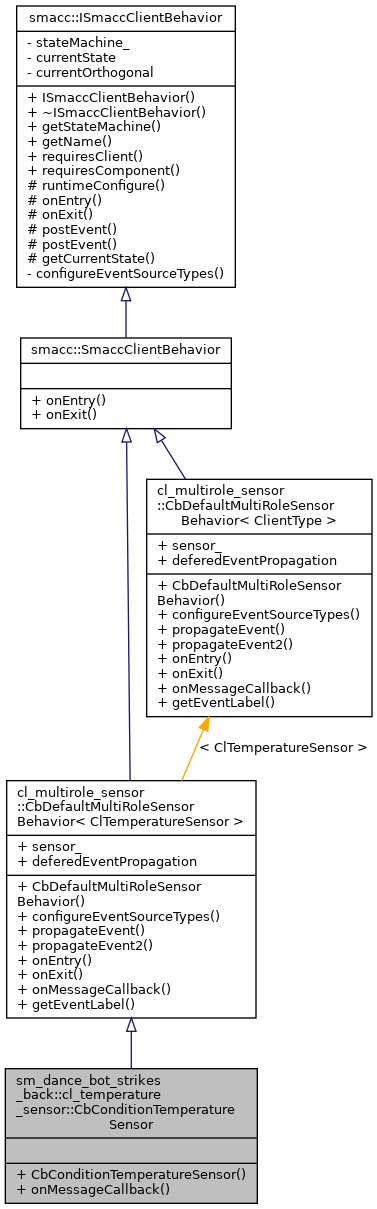 smacc::ISmaccClientBehavior
- stateMachine_
- currentState
- currentOrthogonal
+ ISmaccClientBehavior()
+ ~ISmaccClientBehavior()
+ getStateMachine()
+ getName()
+ requiresClient()
+ requiresComponent()
# runtimeConfigure()
# onEntry()
# onExit()
# postEvent()
# postEvent()
# getCurrentState()
- configureEventSourceTypes()
smacc::SmaccClientBehavior
+ onEntry()
+ onExit()
cl_multirole_sensor
::CbDefaultMultiRoleSensor
Behavior< ClientType >
+ sensor_
+ deferedEventPropagation
+ CbDefaultMultiRoleSensor
Behavior()
+ configureEventSourceTypes()
+ propagateEvent()
+ propagateEvent2()
+ onEntry()
+ onExit()
+ onMessageCallback()
+ getEventLabel()
< ClTemperatureSensor >
cl_multirole_sensor
::CbDefaultMultiRoleSensor
Behavior< ClTemperatureSensor >
+ sensor_
+ deferedEventPropagation
+ CbDefaultMultiRoleSensor
Behavior()
+ configureEventSourceTypes()
+ propagateEvent()
+ propagateEvent2()
+ onEntry()
+ onExit()
+ onMessageCallback()
+ getEventLabel()
sm_dance_bot_strikes
_back::cl_temperature
_sensor::CbConditionTemperature
Sensor
+ CbConditionTemperatureSensor()
+ onMessageCallback()